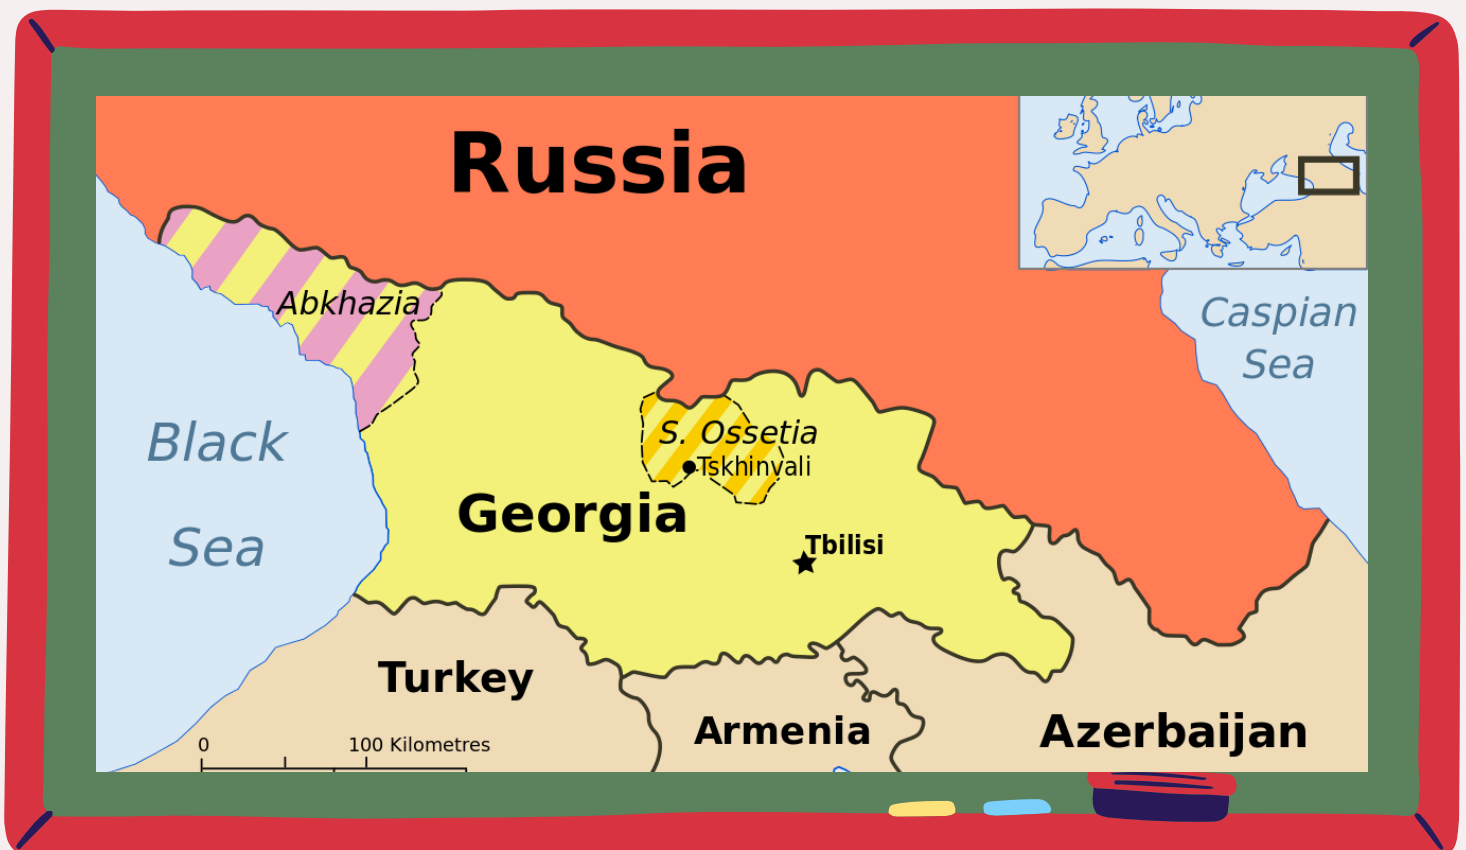 Russia
Caspian
Sea
Abkhazia
Black
Sea
S. Ossetia
Tskhinvali
Georgia
Tbilisi
Turkey
Armenia
Azerbaijan
0
100 Kilometres